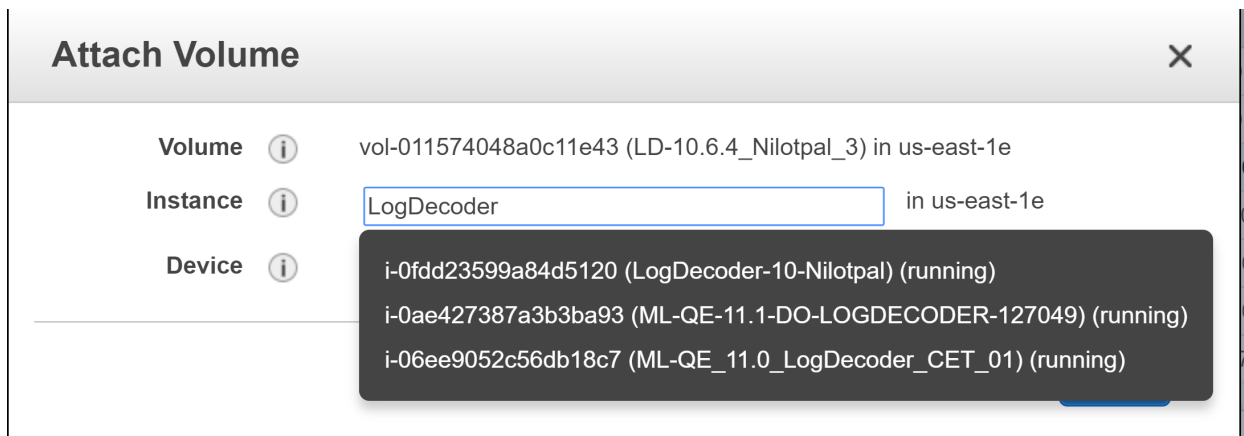 Attach Volume
Volume vol-011574048a0c11e43 (LD-10.6.4_Nilotpal_3) in us-east-1e
Instance LogDecoder in us-east-1e
Device
i-0fdd23599a84d5120 (LogDecoder-10-Nilotpal) (running)
i-0ae427387a3b3ba93 (ML-QE-11.1-DO-LOGDECODER-127049) (running)
i-06ee9052c56db18c7 (ML-QE_11.0_LogDecoder_CET_01) (running)